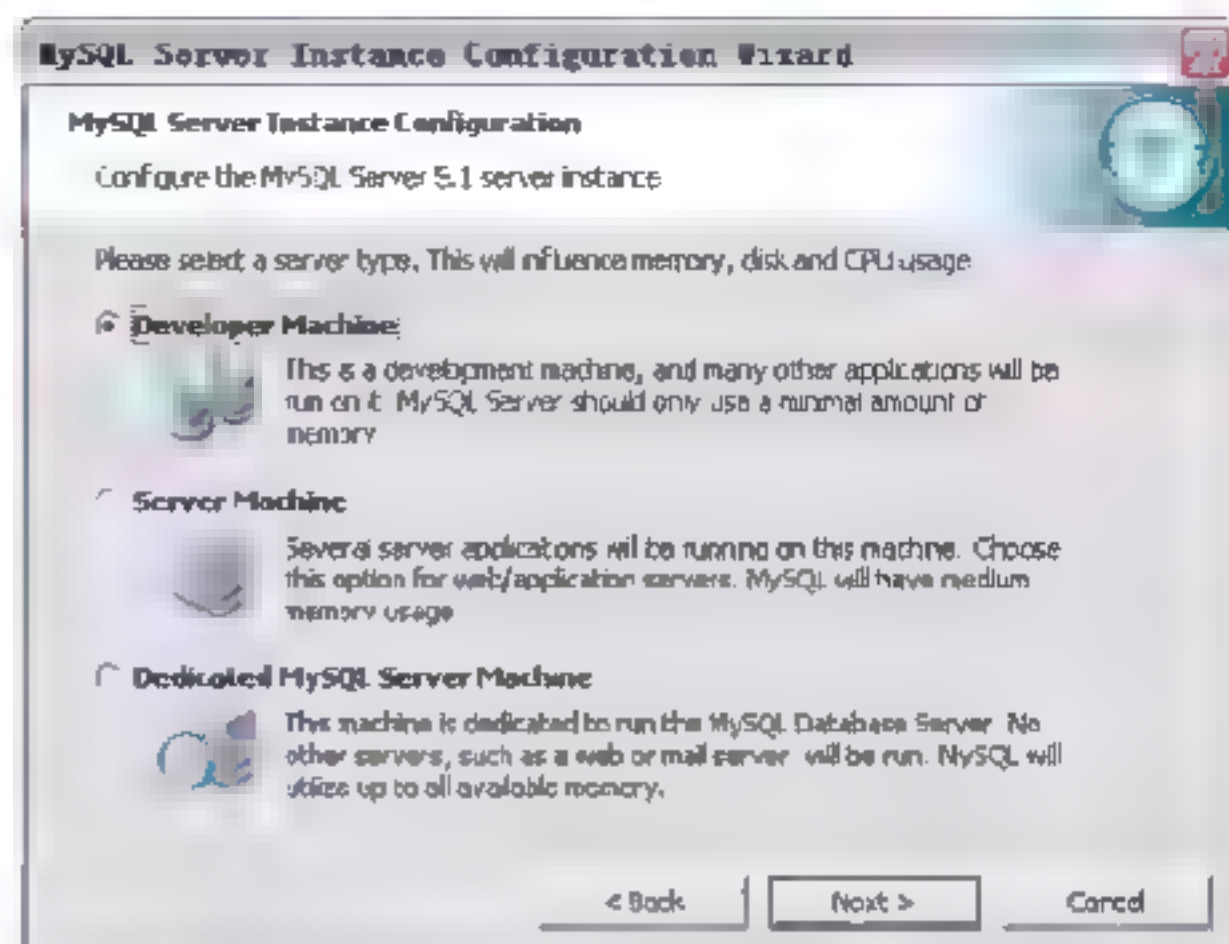 MySQL Server Instance Configuration Wizard
MySQL Server Instance Configuration
Configure the MySQL Server 5.1 server instance
Please select a server type. This will influence memory, disk and CPU usage
Developer Machine
This is a development machine, and many other applications will be
run on it. MySQL Server should only use a minimal amount of
memory
Server Machine
Several server applications will be running on this machine. Choose
this option for web/application servers. MySQL will have medium
memory usage
Dedicated MySQL Server Machine
This machine is dedicated to run the MySQL Database Server. No
other servers, such as a web or mail server will be run. MySQL will
utilize up to all available memory.
< Back
Next >
Cancel